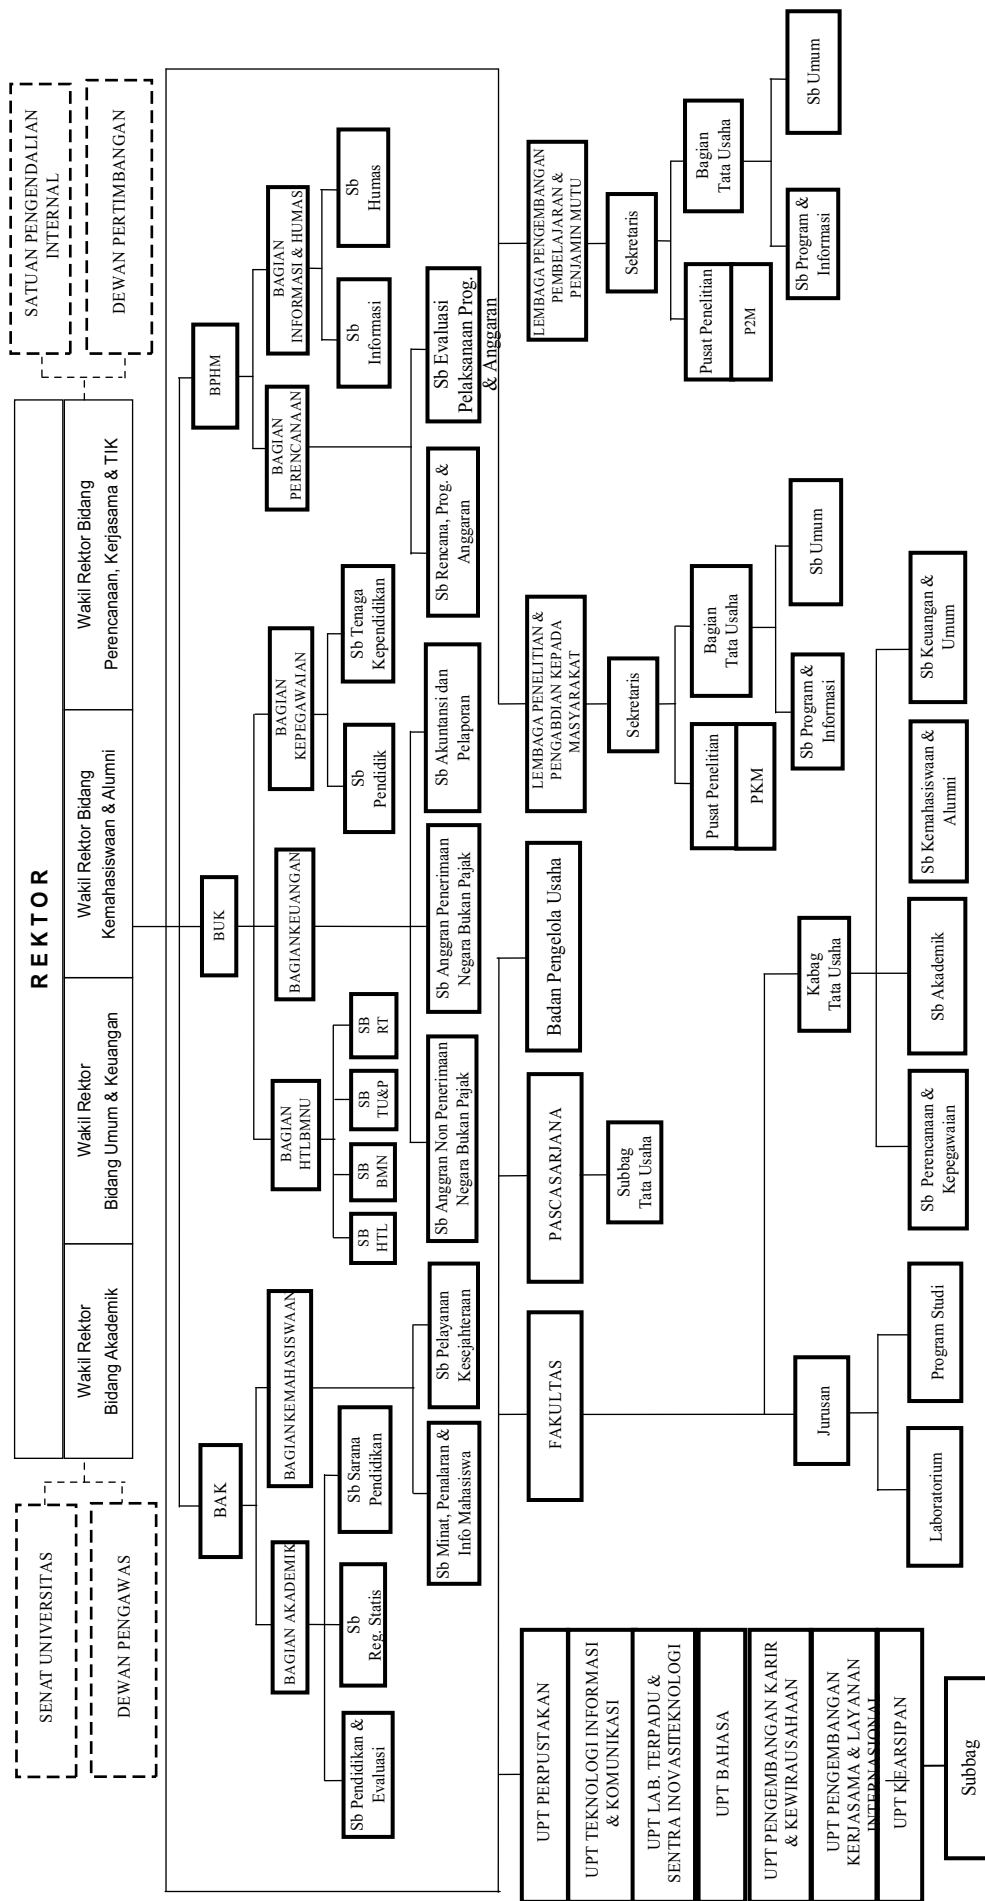 SENAT UNIVERSITAS
DEWAN PENGAWAS
REKTOR
Wakil Rektor
Bidang Akademik
Wakil Rektor
Bidang Umum & Keuangan
Wakil Rektor Bidang
Kemahasiswaan & Alumni
Wakil Rektor Bidang
Perencanaan, Kerjasama & TIK
SATUAN PENGENDALIAN
INTERNAL
DEWAN PERTIMBANGAN
BAK
BUK
BPHM
BAGIAN AKADEMIK
BAGIANKEMAHASISWAAN
BAGIAN
HTLBMNU
BAGIANKEUANGAN
BAGIAN
KEPEGAWAIAN
BAGIAN
PERENCANAAN
BAGIAN
INFORMASI & HUMAS
Sb Pendidikan &
Evaluasi
Sb
Reg. Statis
Sb Sarana
Pendidikan
SB
HTL
SB
BMN
SB
TU&P
SB
RT
Sb
Pendidik
Sb Tenaga
Kependidikan
Sb
Informasi
Sb
Humas
Sb Minat, Penalaran &
Info Mahasiswa
Sb Pelayanan
Kesejahteraan
Sb Anggran Non Penerimaan
Negara Bukan Pajak
Sb Anggran Penerimaan
Negara Bukan Pajak
Sb Akuntansi dan
Pelaporan
Sb Rencana, Prog. &
Anggaran
Sb Evaluasi
Pelaksanaan Prog.
& Anggaran
UPT PERPUSTAKAN
UPT TEKNOLOGI INFORMASI
& KOMUNIKASI
UPT LAB. TERPADU &
SENTRA INOVASITEKNOLOGI
UPT BAHASA
UPT PENGEMBANGAN KARIR
& KEWIRUSAHAAN
UPT PENGEMBANGAN
KERJASAMA & LAYANAN
INTERNASIONAL
UPT KEARSIPAN
Subbag
FAKULTAS
PASCASARJANA
Badan Pengelola Usaha
LEMBAGA PENELITIAN &
PENGABDIAN KEPADA
MASYARAKAT
LEMBAGA PENGEMBANGAN
PEMBELAJARAN &
PENJAMIN MUTU
Subbag
Tata Usaha
Sekretaris
Sekretaris
Pusat Penelitian
PKM
Bagian
Tata Usaha
Pusat Penelitian
P2M
Bagian
Tata Usaha
Sb Program &
Informasi
Sb Umum
Sb Program &
Informasi
Sb Umum
Jurusan
Kabag
Tata Usaha
Laboratorium
Program Studi
Sb Perencanaan &
Kepegawaian
Sb Akademik
Sb Kemahasiswaan &
Alumni
Sb Keuangan &
Umum